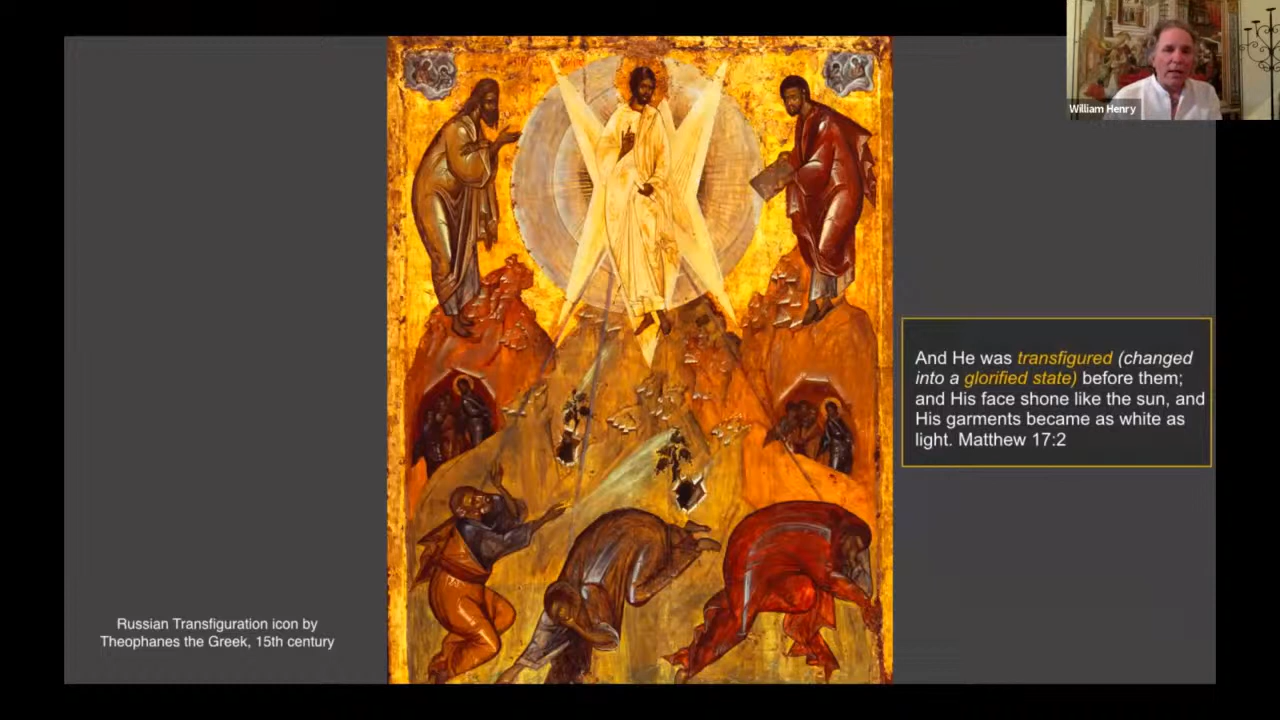 William Henry
And He was transfigured (changed
into a glorified state) before them;
and His face shone like the sun, and
His garments became as white as
light. Matthew 17:2
Russian Transfiguration icon by
Theophanes the Greek, 15th century